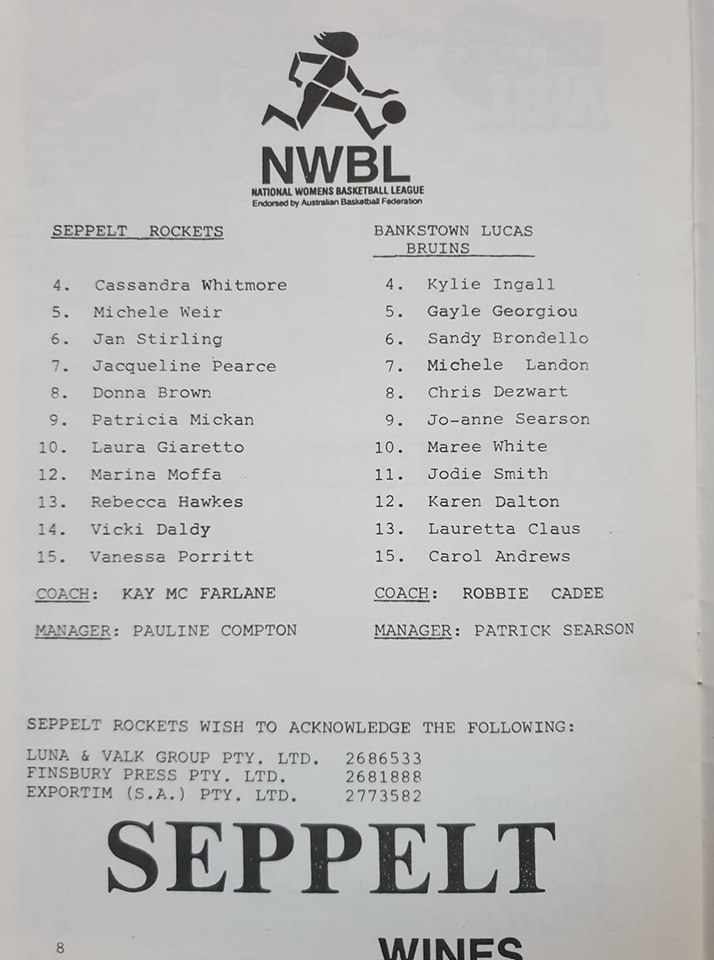 NWBL
NATIONAL WOMENS BASKETBALL LEAGUE
Endorsed by Australian Basketball Federation
SEPPELT ROCKETS
4. Cassandra Whitmore
5. Michele Weir
6. Jan Stirling
7. Jacqueline Pearce
8. Donna Brown
9. Patricia Mickan
10. Laura Giaretto
12. Marina Moffa
13. Rebecca Hawkes
14. Vicki Daldy
15. Vanessa Porritt
COACH: KAY MC FARLANE
MANAGER: PAULINE COMPTON
BANKSTOWN LUCAS
BRUINS
4. Kylie Ingall
5. Gayle Georgiou
6. Sandy Brondello
7. Michele Landon
8. Chris Dezwart
9. Jo-anne Searson
10. Maree White
11. Jodie Smith
12. Karen Dalton
13. Lauretta Claus
15. Carol Andrews
COACH: ROBBIE CADEE
MANAGER: PATRICK SEARSON
SEPPELT ROCKETS WISH TO ACKNOWLEDGE THE FOLLOWING:
LUNA & VALK GROUP PTY. LTD. 2686533
FINSBURY PRESS PTY. LTD. 2681888
EXPORTIM (S.A.) PTY. LTD. 2773582
SEPPELT
WINES
8